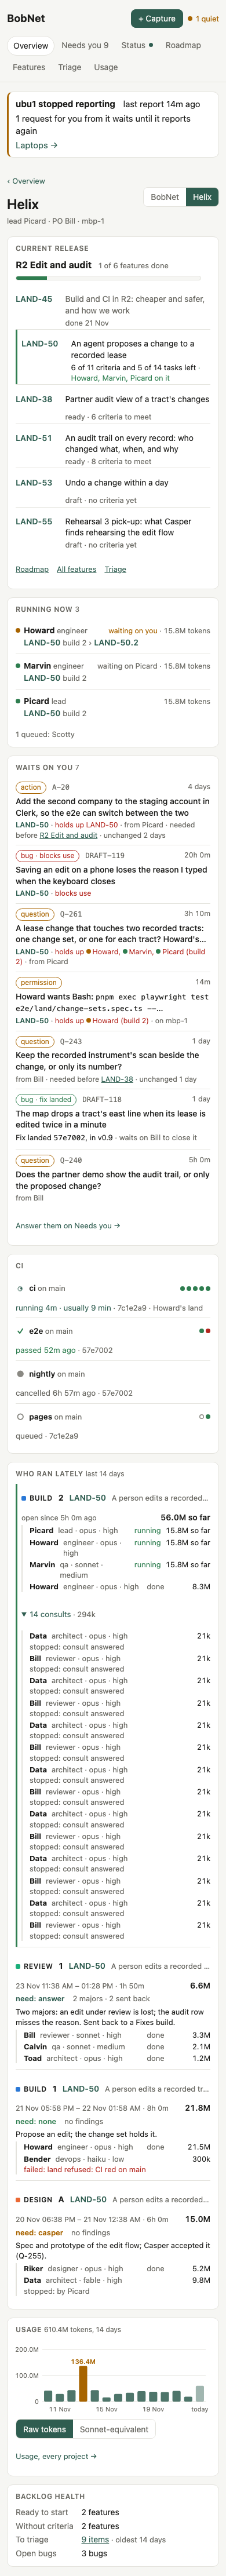 BobNet
+ Capture
1 quiet
Overview
Needs you 9
Status
Roadmap
Features
Triage
Usage
ubu1 stopped reporting last report 14m ago
1 request for you from it waits until it reports
again
Laptops →
‹ Overview
Helix
BobNet
Helix
lead Picard · PO Bill · mbp-1
CURRENT RELEASE
R2 Edit and audit 1 of 6 features done
LAND-45
Build and CI in R2: cheaper and safer,
and how we work
done 21 Nov
LAND-50
An agent proposes a change to a
recorded lease
6 of 11 criteria and 5 of 14 tasks left ·
Howard, Marvin, Picard on it
LAND-38
Partner audit view of a tract's changes
ready · 6 criteria to meet
LAND-51
An audit trail on every record: who
changed what, when, and why
ready · 8 criteria to meet
LAND-53
Undo a change within a day
draft · no criteria yet
LAND-55
Rehearsal 3 pick-up: what Casper
finds rehearsing the edit flow
draft · no criteria yet
Roadmap All features Triage
RUNNING NOW 3
Howard engineer waiting on you · 15.8M tokens
LAND-50 build 2 › LAND-50.2
Marvin engineer waiting on Picard · 15.8M tokens
LAND-50 build 2
Picard lead 15.8M tokens
LAND-50 build 2
1 queued: Scotty
WAITS ON YOU 7
action A-20 4 days
Add the second company to the staging account in
Clerk, so the e2e can switch between the two
LAND-50 · holds up LAND-50 · from Picard · needed
before R2 Edit and audit · unchanged 2 days
bug · blocks use DRAFT-119 20h 0m
Saving an edit on a phone loses the reason I typed
when the keyboard closes
LAND-50 · blocks use
question Q-261 3h 10m
A lease change that touches two recorded tracts:
one change set, or one for each tract? Howard's...
LAND-50 · holds up Howard, Marvin, Picard (build
2) · from Picard
permission 14m
Howard wants Bash: pnpm exec playwright test
e2e/land/change-sets.spec.ts --…
LAND-50 · holds up Howard (build 2) · on mbp-1
question Q-243 1 day
Keep the recorded instrument's scan beside the
change, or only its number?
from Bill · needed before LAND-38 · unchanged 1 day
bug · fix landed DRAFT-118 1 day
The map drops a tract's east line when its lease is
edited twice in a minute
Fix landed 57e7002, in v0.9 · waits on Bill to close it
question Q-240 5h 0m
Does the partner demo show the audit trail, or only
the proposed change?
from Bill
Answer them on Needs you →
CI
ci on main
running 4m · usually 9 min · 7c1e2a9 · Howard's land
e2e on main
passed 52m ago · 57e7002
nightly on main
cancelled 6h 57m ago · 57e7002
pages on main
queued · 7c1e2a9
WHO RAN LATELY last 14 days
BUILD 2 LAND-50 A person edits a recorded...
open since 5h 0m ago 56.0M so far
Picard lead · opus · high running 15.8M so far
Howard engineer · opus · running 15.8M so far
high
Marvin qa · sonnet · running 15.8M so far
medium
Howard engineer · opus · high done 8.3M
▾ 14 consults · 294k
Data architect · opus · high 21k
stopped: consult answered
Bill reviewer · opus · high 21k
stopped: consult answered
Data architect · opus · high 21k
stopped: consult answered
Bill reviewer · opus · high 21k
stopped: consult answered
Data architect · opus · high 21k
stopped: consult answered
Bill reviewer · opus · high 21k
stopped: consult answered
Data architect · opus · high 21k
stopped: consult answered
Bill reviewer · opus · high 21k
stopped: consult answered
Data architect · opus · high 21k
stopped: consult answered
Bill reviewer · opus · high 21k
stopped: consult answered
Data architect · opus · high 21k
stopped: consult answered
Bill reviewer · opus · high 21k
stopped: consult answered
Data architect · opus · high 21k
stopped: consult answered
Bill reviewer · opus · high 21k
stopped: consult answered
REVIEW 1 LAND-50 A person edits a recorded ...
23 Nov 11:38 AM – 01:28 PM · 1h 50m 6.6M
need: answer 2 majors · 2 sent back
Two majors: an edit under review is lost; the audit row
misses the reason. Sent back to a Fixes build.
Bill reviewer · sonnet · high done 3.3M
Calvin qa · sonnet · medium done 2.1M
Toad architect · opus · high done 1.2M
BUILD 1 LAND-50 A person edits a recorded tr...
21 Nov 05:58 PM – 22 Nov 01:58 AM · 8h 0m 21.8M
need: none no findings
Propose an edit; the change set holds it.
Howard engineer · opus · high done 21.5M
Bender devops · haiku · low 300k
failed: land refused: CI red on main
DESIGN A LAND-50 A person edits a recorded...
20 Nov 06:38 PM – 21 Nov 12:38 AM · 6h 0m 15.0M
need: casper no findings
Spec and prototype of the edit flow; Casper accepted it
(Q-255).
Riker designer · opus · high done 5.2M
Data architect · fable · high 9.8M
stopped: by Picard
USAGE 610.4M tokens, 14 days
200.0M
136.4M
100.0M
0
11 Nov 15 Nov 19 Nov today
Raw tokens
Sonnet-equivalent
Usage, every project →
BACKLOG HEALTH
Ready to start 2 features
Without criteria 2 features
To triage 9 items · oldest 14 days
Open bugs 3 bugs